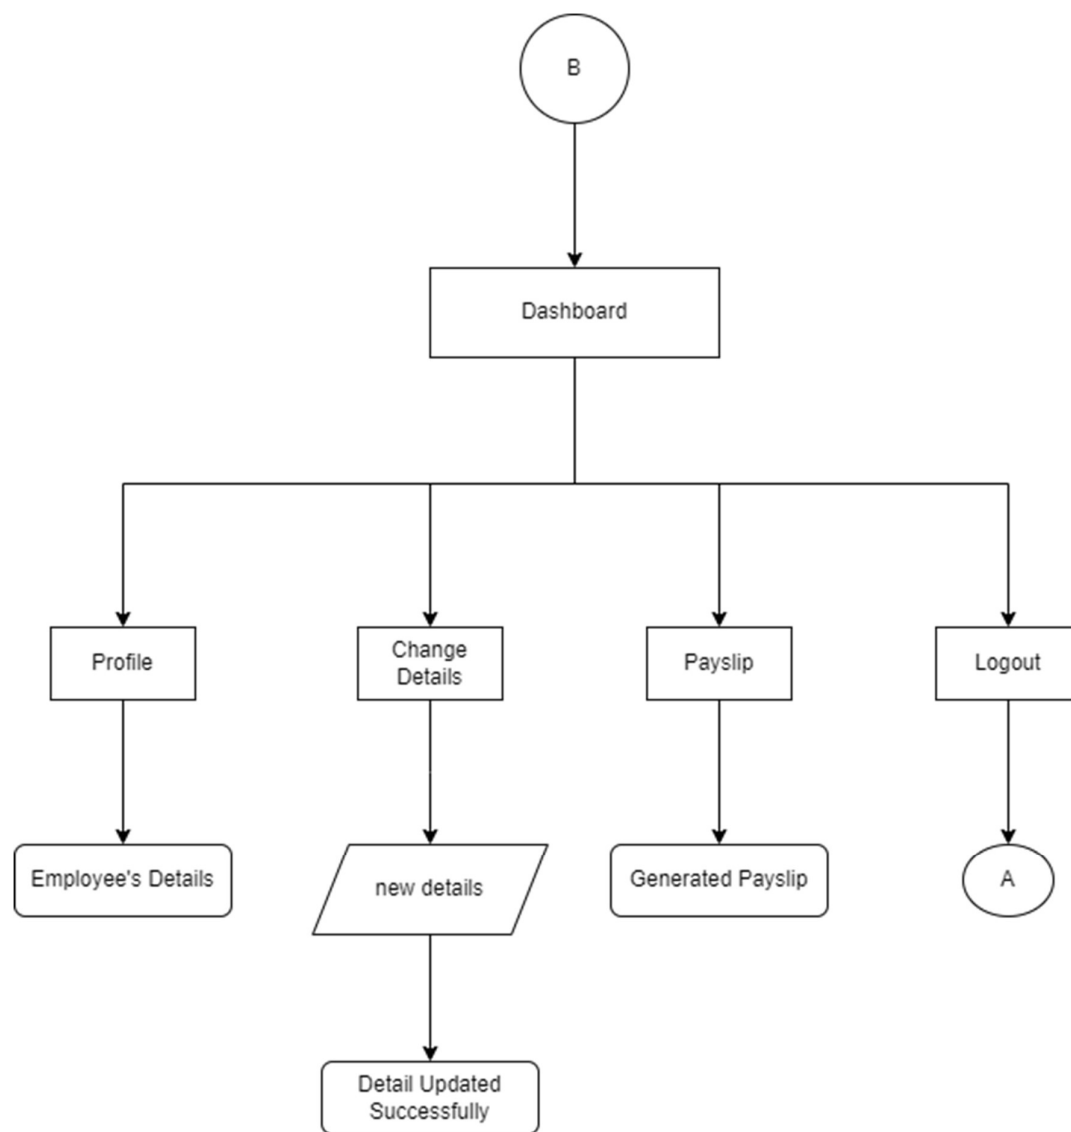 B
Dashboard
Profile
Change
Details
Payslip
Logout
Employee's Details
new details
Generated Payslip
A
Detail Updated
Successfully